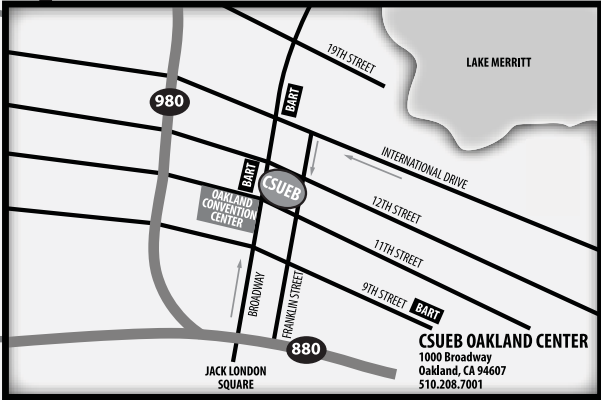 19TH STREET
LAKE MERRITT
980
BART
INTERNATIONAL DRIVE
BART
CSUEB
OAKLAND
CONVENTION
CENTER
12TH STREET
11TH STREET
BROADWAY
FRANKLIN STREET
9TH STREET
BART
880
JACK LONDON
SQUARE
CSUEB OAKLAND CENTER
1000 Broadway
Oakland, CA 94607
510.208.7001